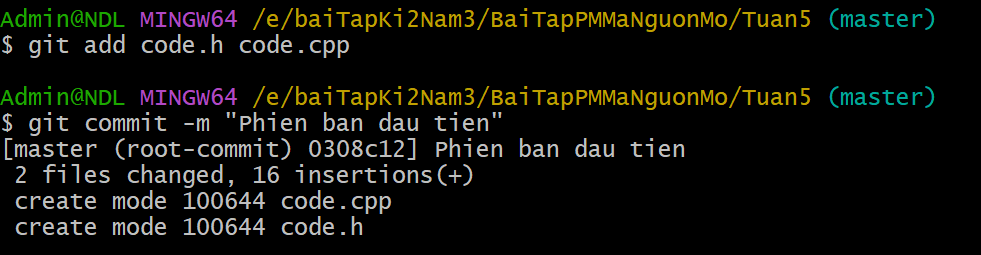 Admin@NDL MINGW64 /e/baiTapKi2Nam3/BaiTapPMMaNguonMo/Tuan5 (master)
$ git add code.h code.cpp
Admin@NDL MINGW64 /e/baiTapKi2Nam3/BaiTapPMMaNguonMo/Tuan5 (master)
$ git commit -m "Phien ban dau tien"
[master (root-commit) 0308c12] Phien ban dau tien
 2 files changed, 16 insertions(+)
 create mode 100644 code.cpp
 create mode 100644 code.h